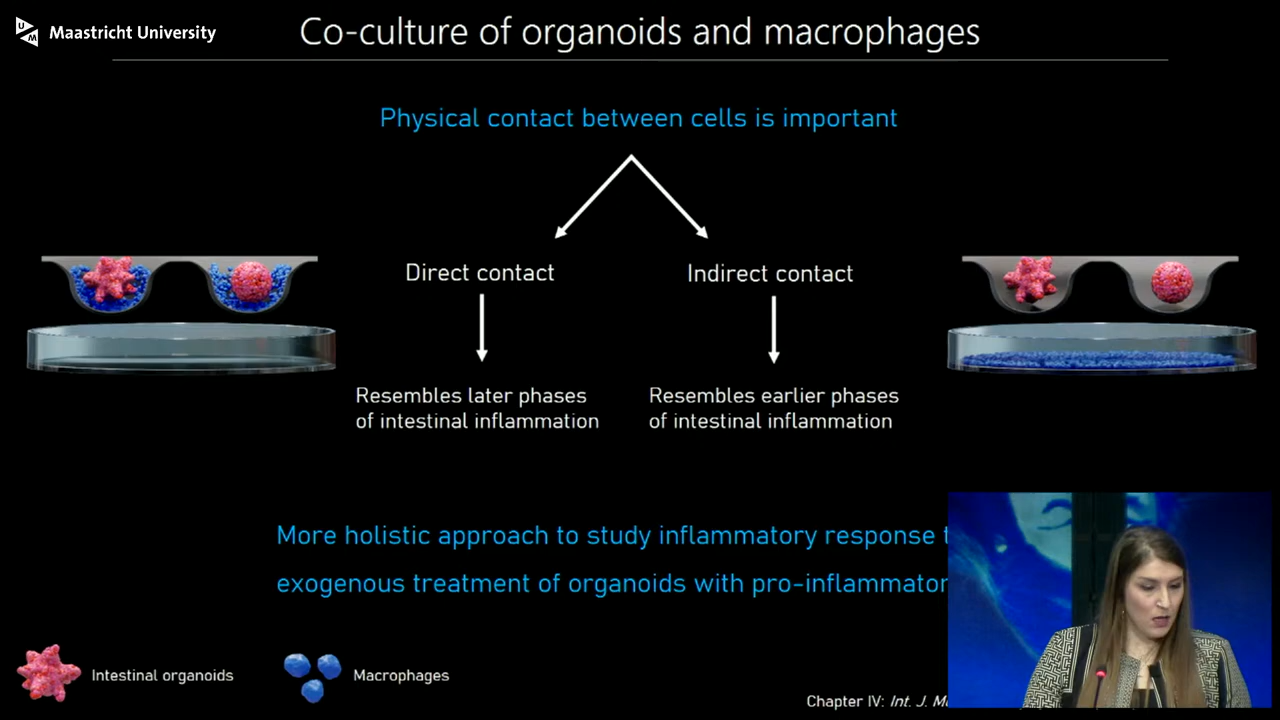 UM Maastricht University
Co-culture of organoids and macrophages
Physical contact between cells is important
Direct contact
Indirect contact
Resembles later phases
of intestinal inflammation
Resembles earlier phases
of intestinal inflammation
More holistic approach to study inflammatory response
exogenous treatment of organoids with
Intestinal organoids
Macrophages
Chapter IV: Int. J.